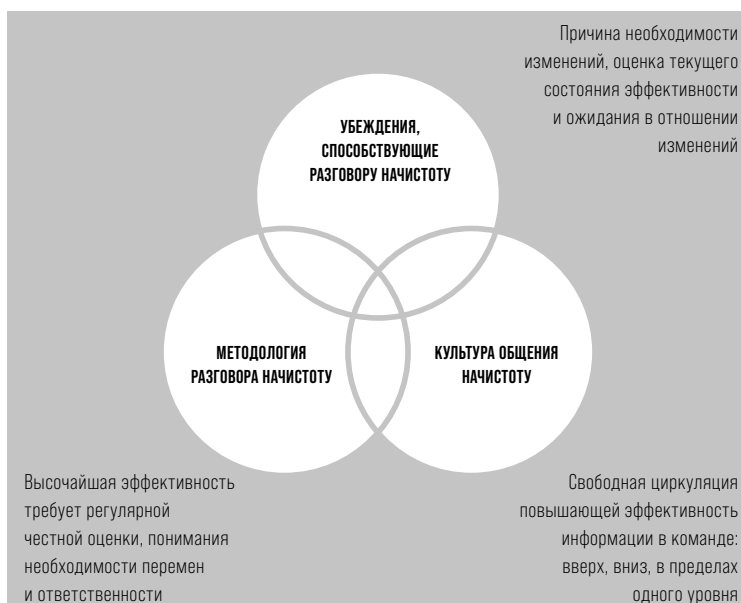 Причина необходимости
изменений, оценка текущего
состояния эффективности
и ожидания в отношении
изменений
УБЕЖДЕНИЯ,
СПОСОБСТВУЮЩИЕ
РАЗГОВОРУ НАЧИСТОТУ
МЕТОДОЛОГИЯ
РАЗГОВОРА НАЧИСТОТУ
КУЛЬТУРА ОБЩЕНИЯ
НАЧИСТОТУ
Высочайшая эффективность
требует регулярной
честной оценки, понимания
необходимости перемен
и ответственности
Свободная циркуляция
повышающей эффективность
информации в команде:
вверх, вниз, в пределах
одного уровня